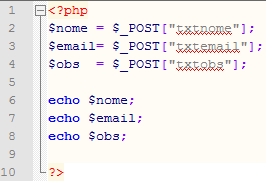 1 <?php
2 $nome = $_POST["txtnome"];
3 $email= $_POST["txtemail"];
4 $obs  = $_POST["txtobs"];
5
6 echo $nome;
7 echo $email;
8 echo $obs;
9
10 ?>